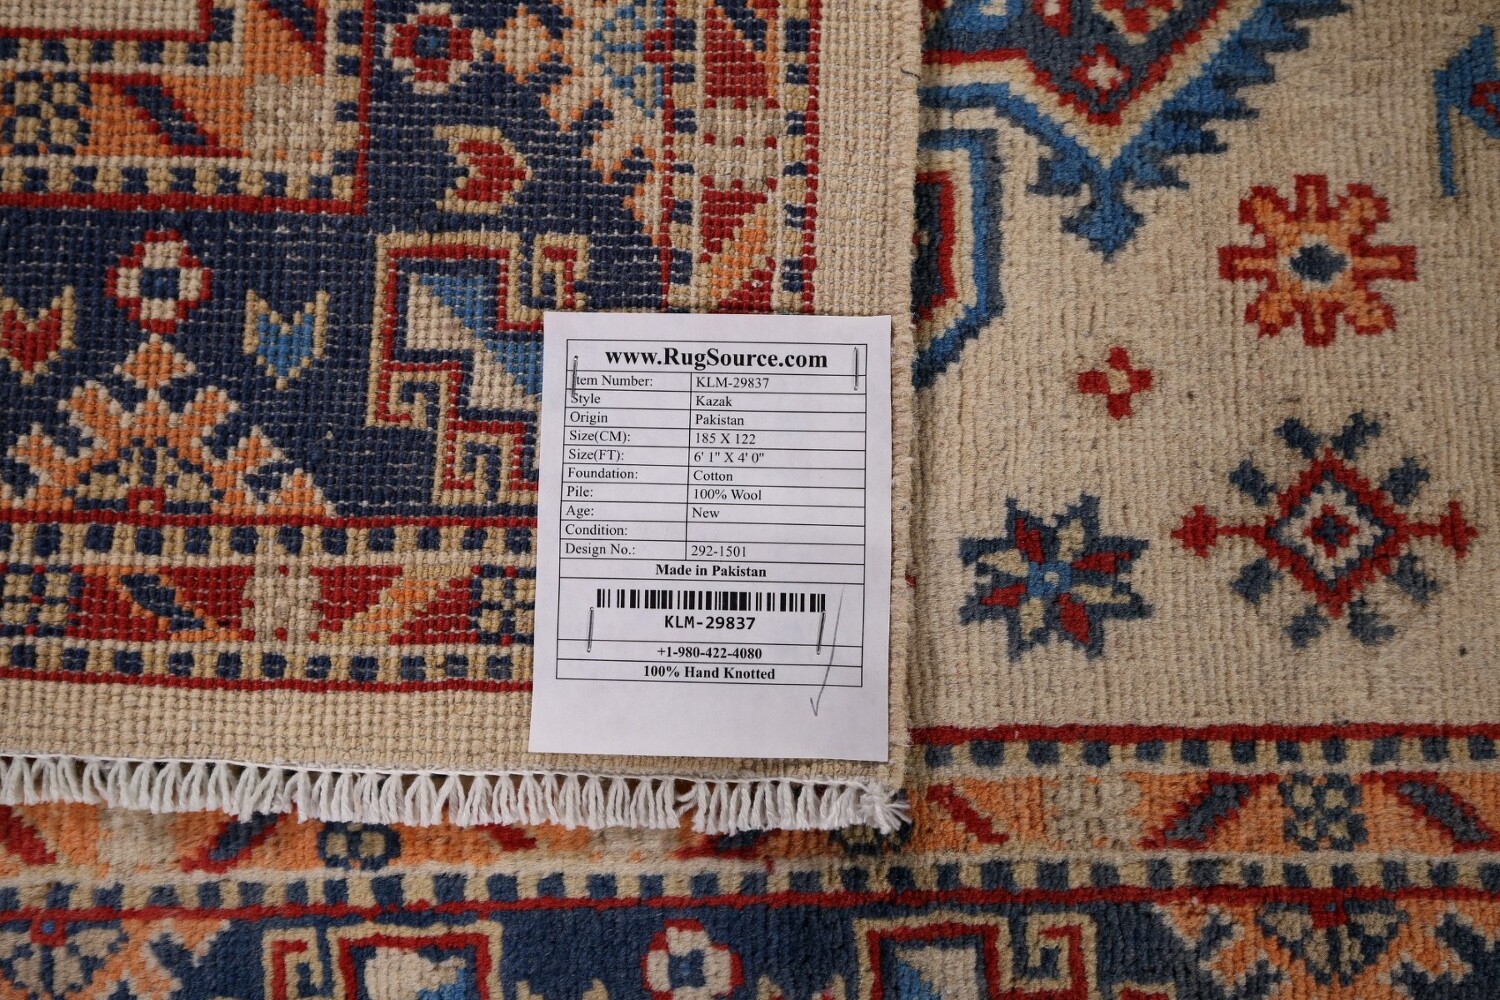 www.RugSource.com
Item Number: KLM-29837
Style Kazak
Origin Pakistan
Size(CM): 185 X 122
Size(FT): 6' 1" X 4' 0"
Foundation: Cotton
Pile: 100% Wool
Age: New
Condition:
Design No.: 292-1501
Made in Pakistan
KLM-29837
+1-980-422-4080
100% Hand Knotted